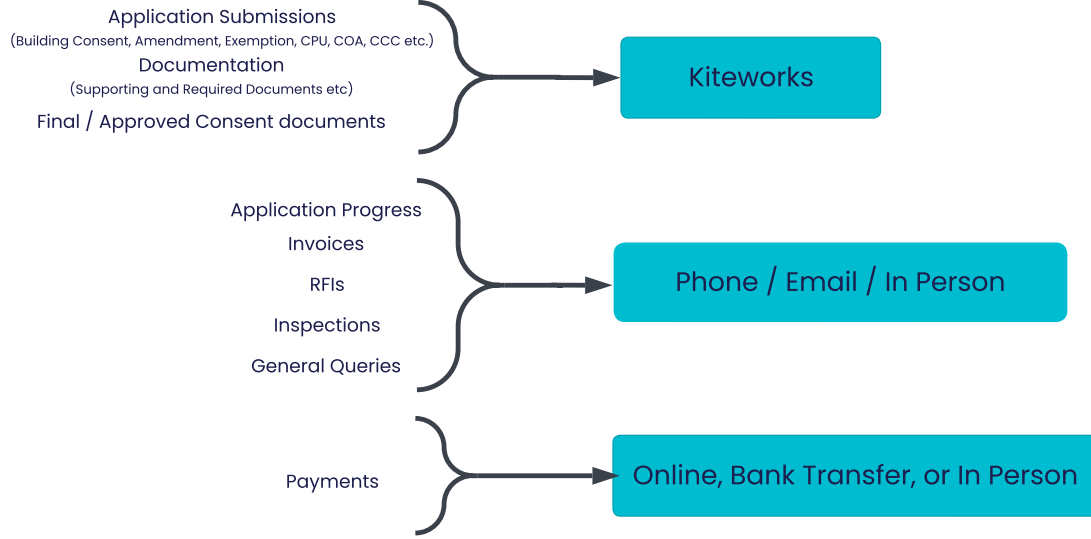 Application Submissions
(Building Consent, Amendment, Exemption, CPU, COA, CCC etc.)
Documentation
(Supporting and Required Documents etc)
Final / Approved Consent documents
Kiteworks
Application Progress
Invoices
RFIs
Inspections
General Queries
Phone / Email / In Person
Payments
Online, Bank Transfer, or In Person